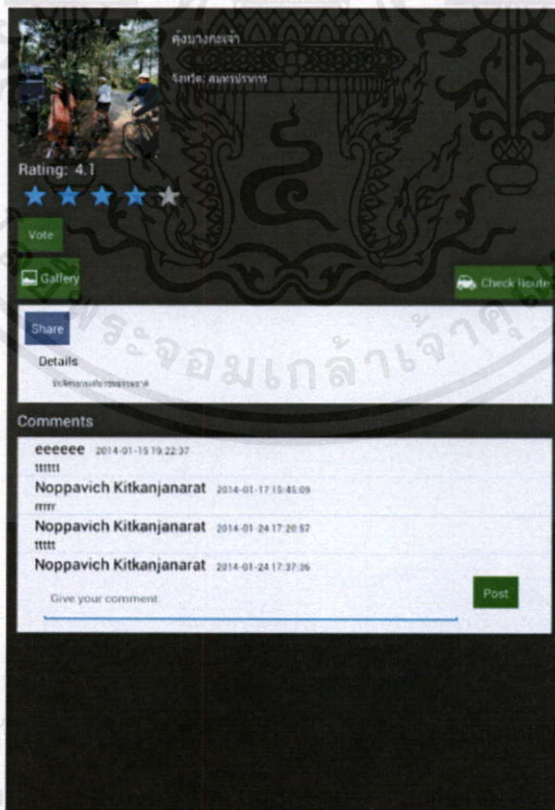 คุ้งบางกะเจ้า
จังหวัด: สมุทรปราการ
Rating: 4.1
Vote
Gallery
Check Route
Share
Details
Comments
eeeeee 2014-01-15 19:22:37
tttttt
Noppavich Kitkanjanarat 2014-01-17 15:45:09
rrrrr
Noppavich Kitkanjanarat 2014-01-24 17:20:57
ttttt
Noppavich Kitkanjanarat 2014-01-24 17:37:36
Give your comment
Post